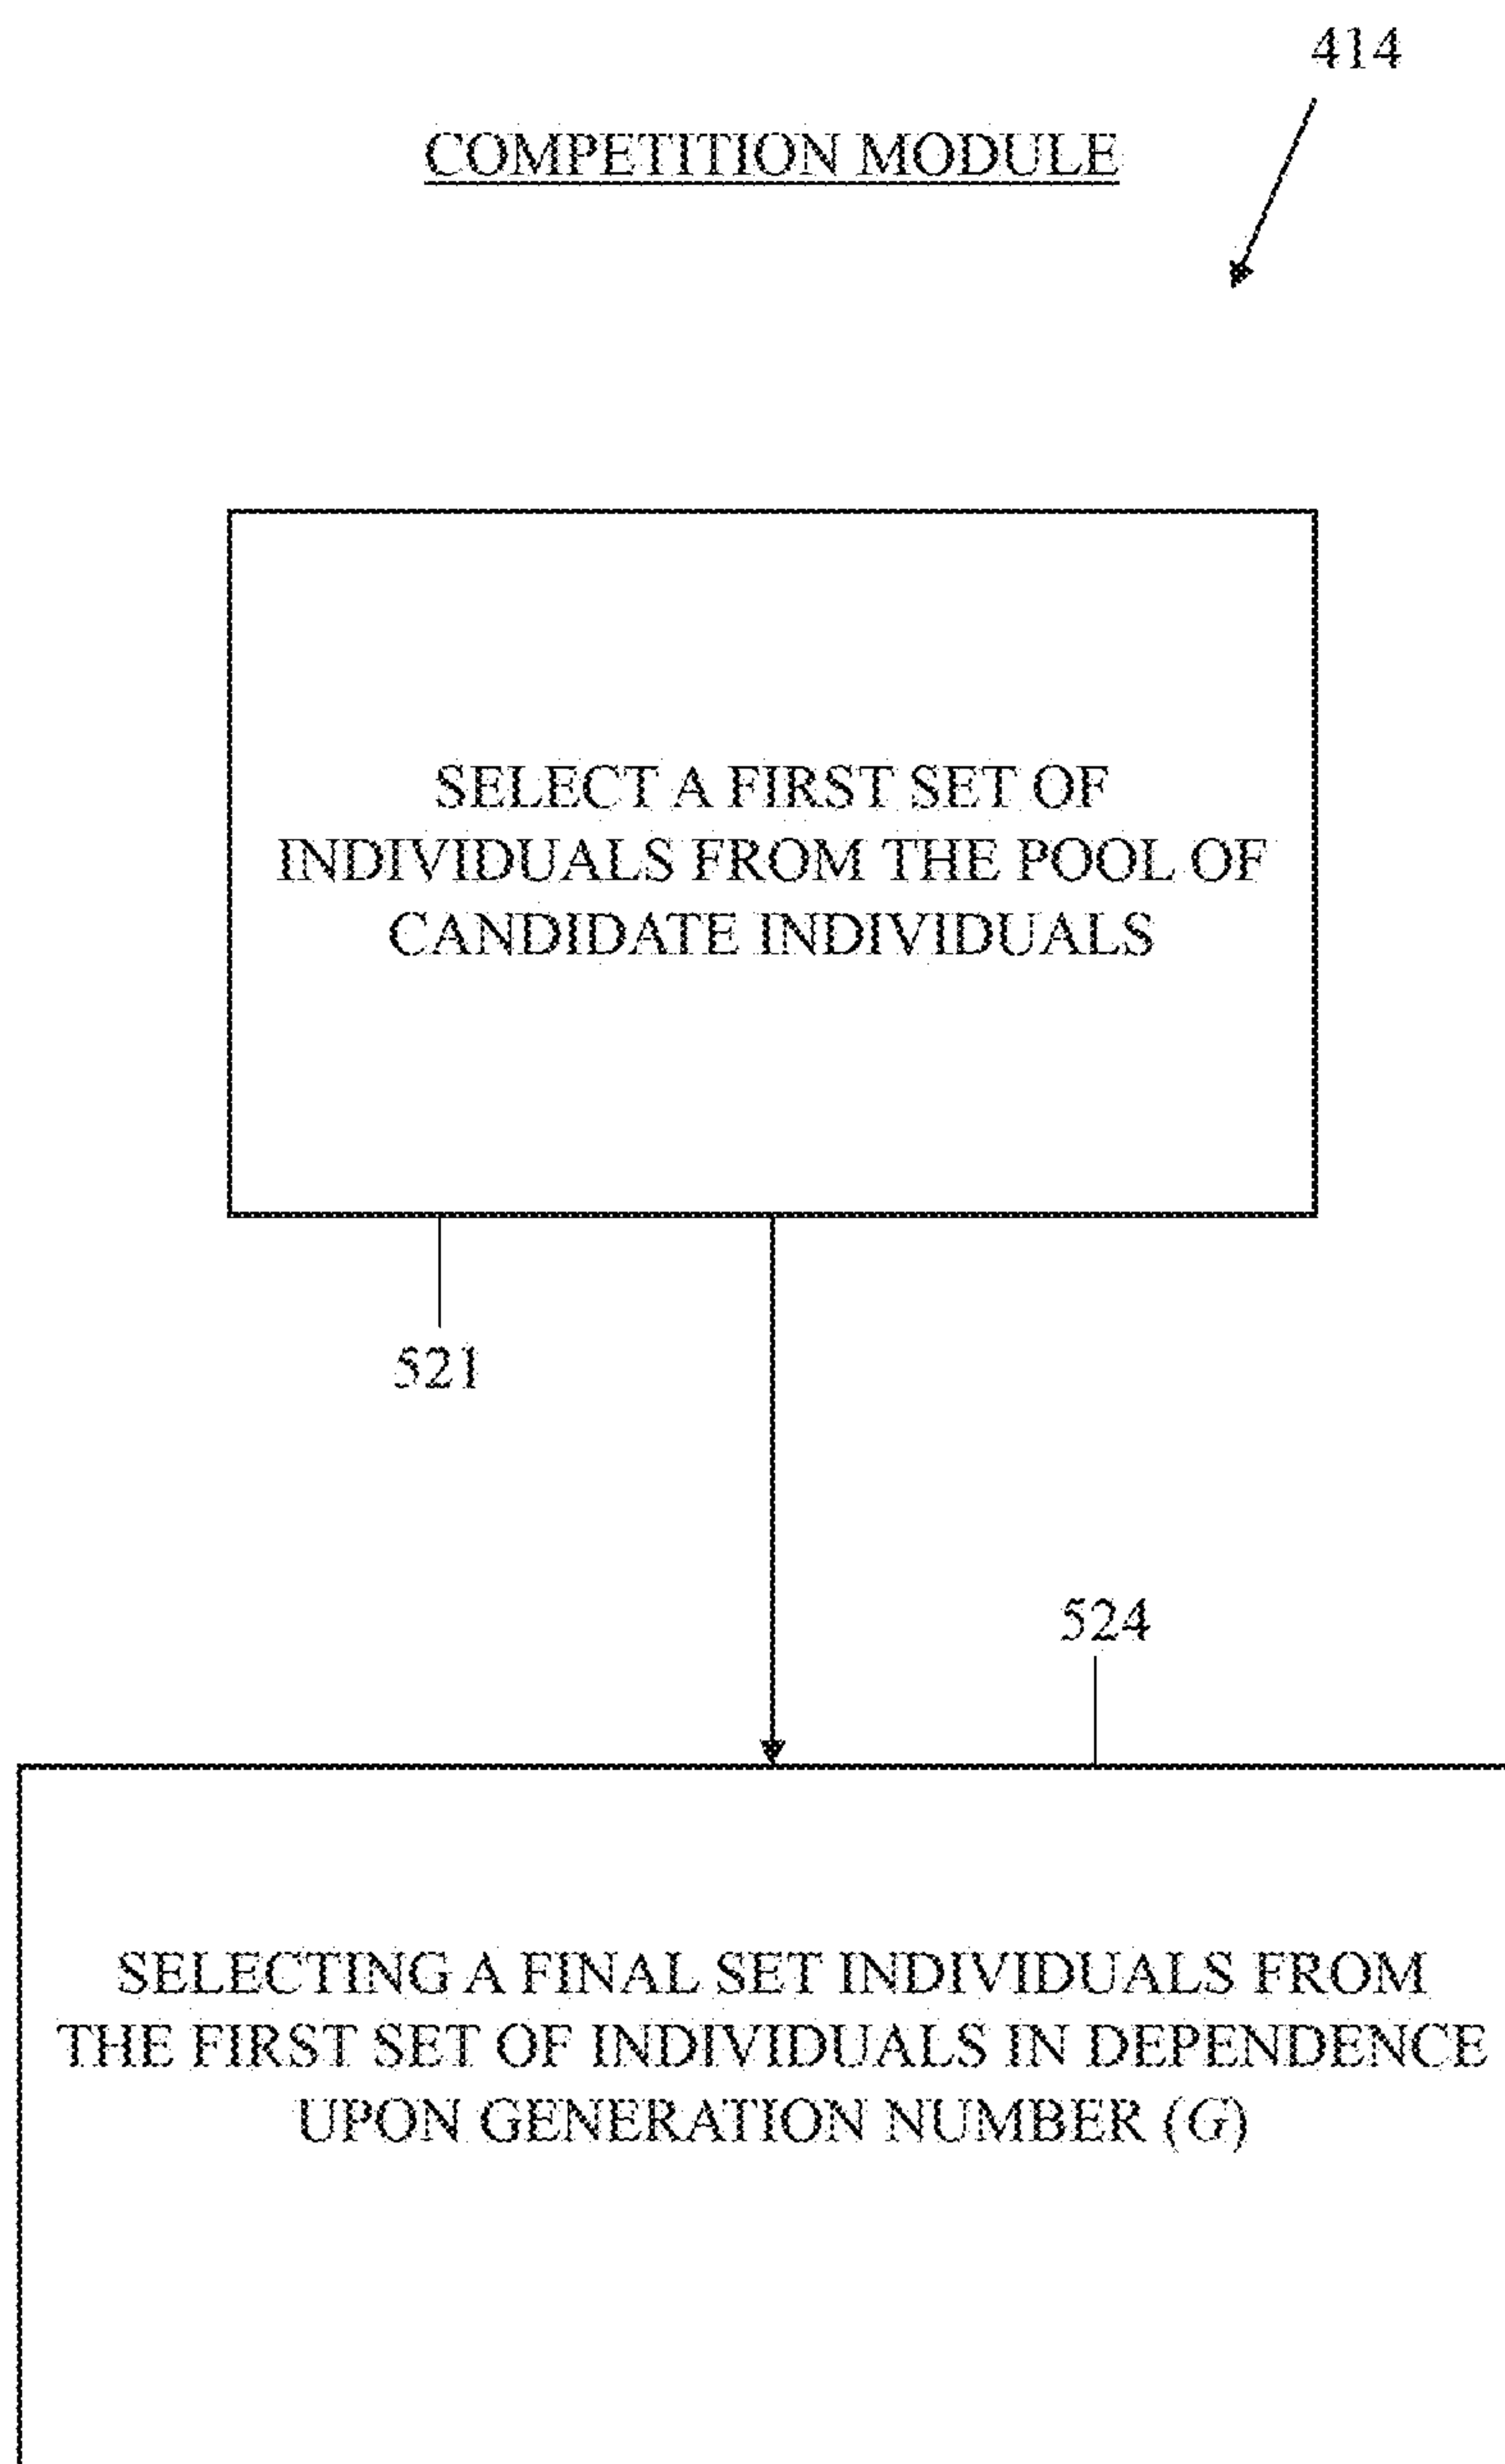 414
COMPETITION MODULE
SELECT A FIRST SET OF
INDIVIDUALS FROM THE POOL OF
CANDIDATE INDIVIDUALS
521
524
SELECTING A FINAL SET INDIVIDUALS FROM
THE FIRST SET OF INDIVIDUALS IN DEPENDENCE
UPON GENERATION NUMBER (G)